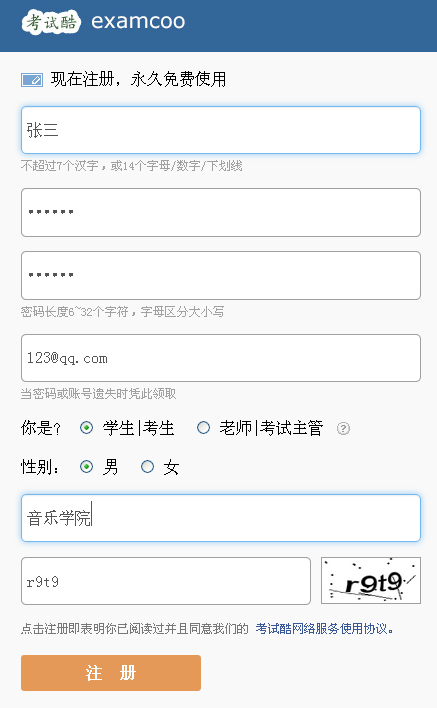 考试酷 examcoo
现在注册，永久免费使用
张三
不超过7个汉字，或14个字母/数字/下划线
••••••
••••••
密码长度6~32个字符，字母区分大小写
123@qq.com
当密码或账号遗失时凭此领取
你是? 学生|考生 老师|考试主管 ?
性别： 男 女
音乐学院
r9t9 r9t9
点击注册即表明你已阅读过并且同意我们的 考试酷网络服务使用协议。
注 册